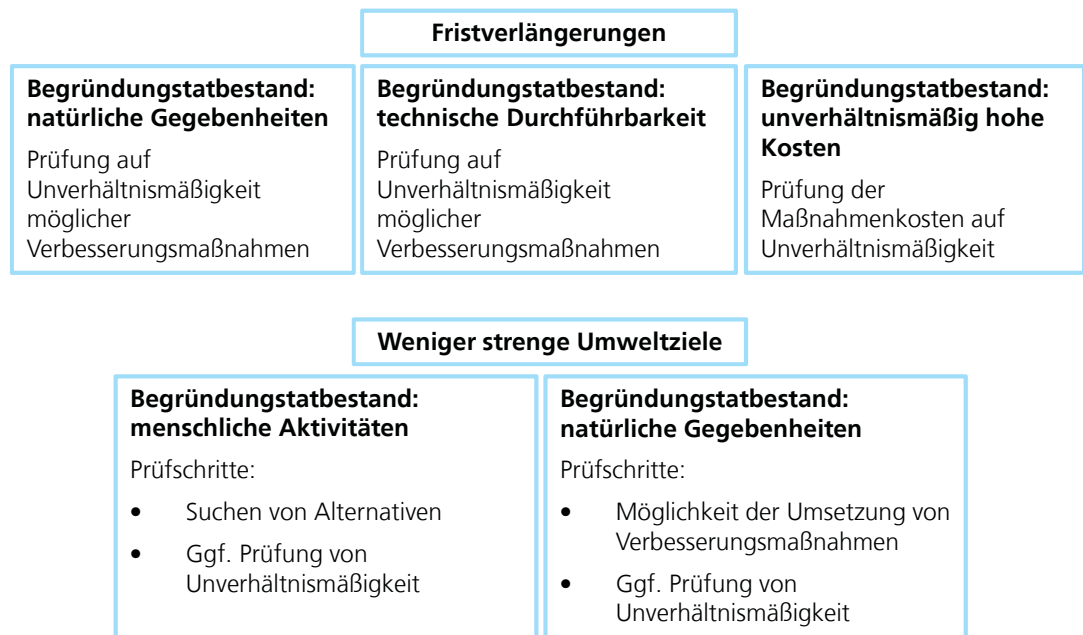 Fristverlängerungen
Begründungstatbestand:
natürliche Gegebenheiten
Prüfung auf
Unverhältnismäßigkeit
möglicher
Verbesserungsmaßnahmen
Begründungstatbestand:
technische Durchführbarkeit
Prüfung auf
Unverhältnismäßigkeit
möglicher
Verbesserungsmaßnahmen
Begründungstatbestand:
unverhältnismäßig hohe
Kosten
Prüfung der
Maßnahmenkosten auf
Unverhältnismäßigkeit
Weniger strenge Umweltziele
Begründungstatbestand:
menschliche Aktivitäten
Prüfschritte:
• Suchen von Alternativen
• Ggf. Prüfung von
Unverhältnismäßigkeit
Begründungstatbestand:
natürliche Gegebenheiten
Prüfschritte:
• Möglichkeit der Umsetzung von
Verbesserungsmaßnahmen
• Ggf. Prüfung von
Unverhältnismäßigkeit